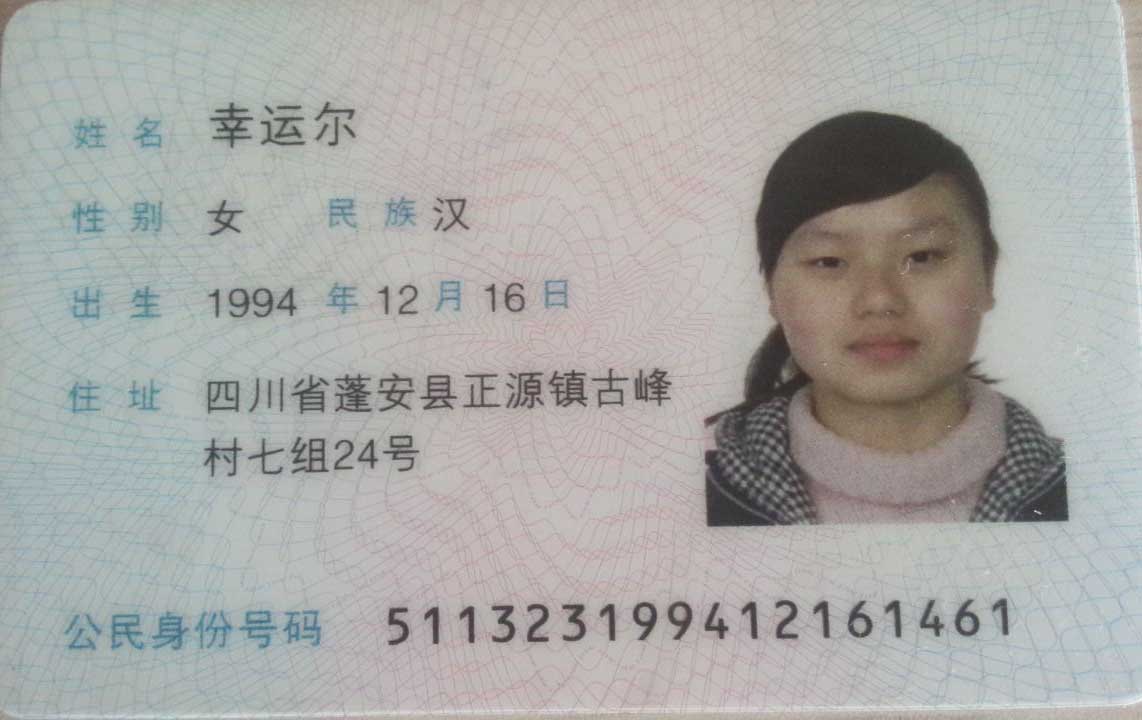 姓名 幸运尔
性别 女 民族 汉
出生 1994 年 12 月 16 日
住址 四川省蓬安县正源镇古峰
村七组24号
公民身份号码 511323199412161461